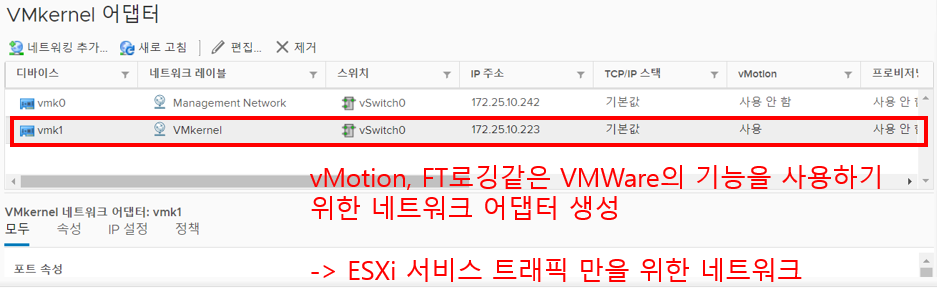 VMkernel 어댑터
네트워킹 추가... 새로 고침 편집... 제거
디바이스 네트워크 레이블 스위치 IP 주소 TCP/IP 스택 vMotion
vmk0 Management Network vSwitch0 172.25.10.242 기본값 사용 안 함 사용 안
vmk1 VMkernel vSwitch0 172.25.10.223 기본값 사용 사용 안
vMotion, FT로깅같은 VMWare의 기능을 사용하기
위한 네트워크 어댑터 생성
VMkernel 네트워크 어댑터: vmk1
모두 속성 IP 설정 정책
포트 속성
-> ESXi 서비스 트래픽 만을 위한 네트워크